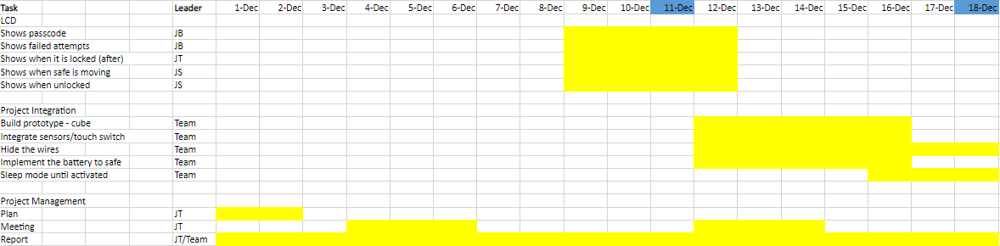 Task Leader 1-Dec 2-Dec 3-Dec 4-Dec 5-Dec 6-Dec 7-Dec 8-Dec 9-Dec 10-Dec 11-Dec 12-Dec 13-Dec 14-Dec 15-Dec 16-Dec 17-Dec 18-Dec
LCD
Shows passcode JB
Shows failed attempts JB
Shows when it is locked (after) JT
Shows when safe is moving JS
Shows when unlocked JS
Project Integration
Build prototype - cube Team
Integrate sensors/touch switch Team
Hide the wires Team
Implement the battery to safe Team
Sleep mode until activated Team
Project Management
Plan JT
Meeting JT
Report JT/Team